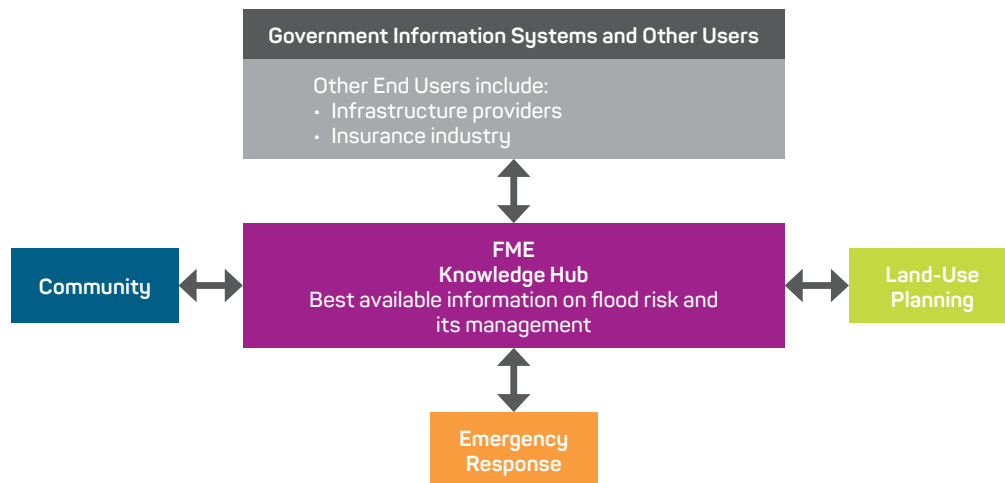 Government Information Systems and Other Users
Other End Users include:
• Infrastructure providers
• Insurance industry
FME
Knowledge Hub
Best available information on flood risk and
its management
Community
Land-Use
Planning
Emergency
Response